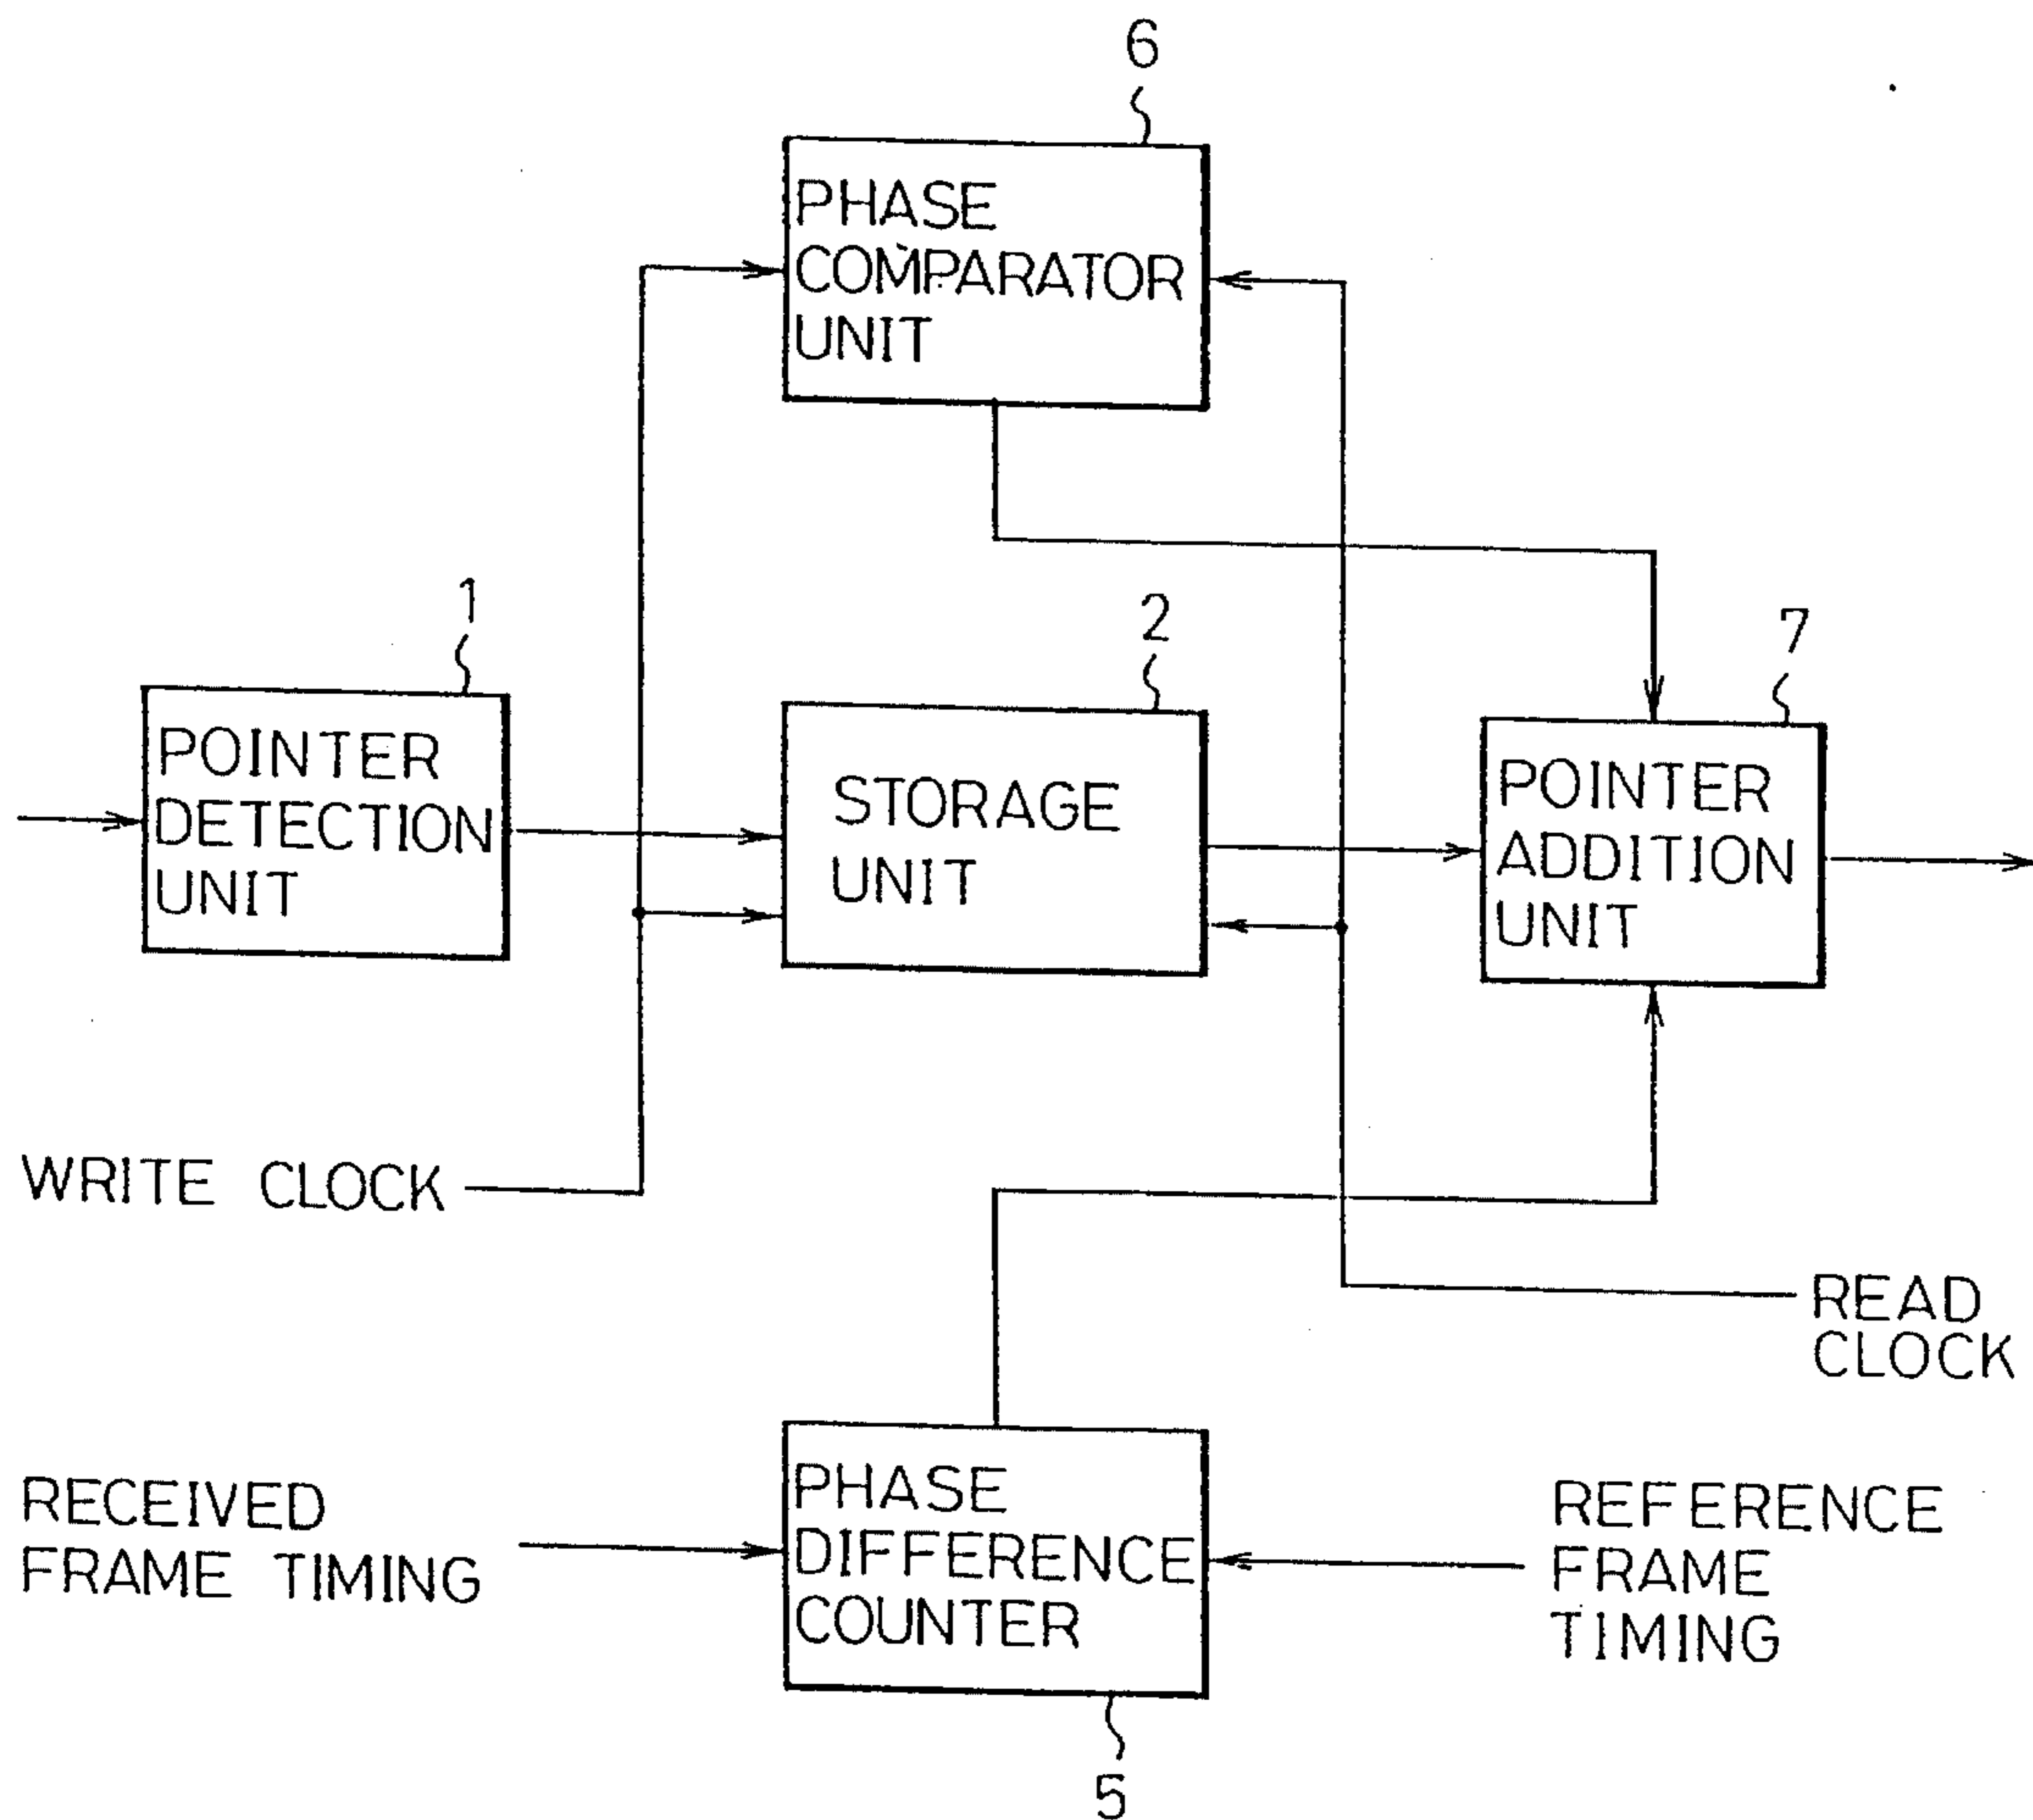 6
PHASE
COMPARATOR
UNIT
1
POINTER
DETECTION
UNIT
2
STORAGE
UNIT
7
POINTER
ADDITION
UNIT
WRITE CLOCK
READ
CLOCK
RECEIVED
FRAME TIMING
PHASE
DIFFERENCE
COUNTER
REFERENCE
FRAME
TIMING
5